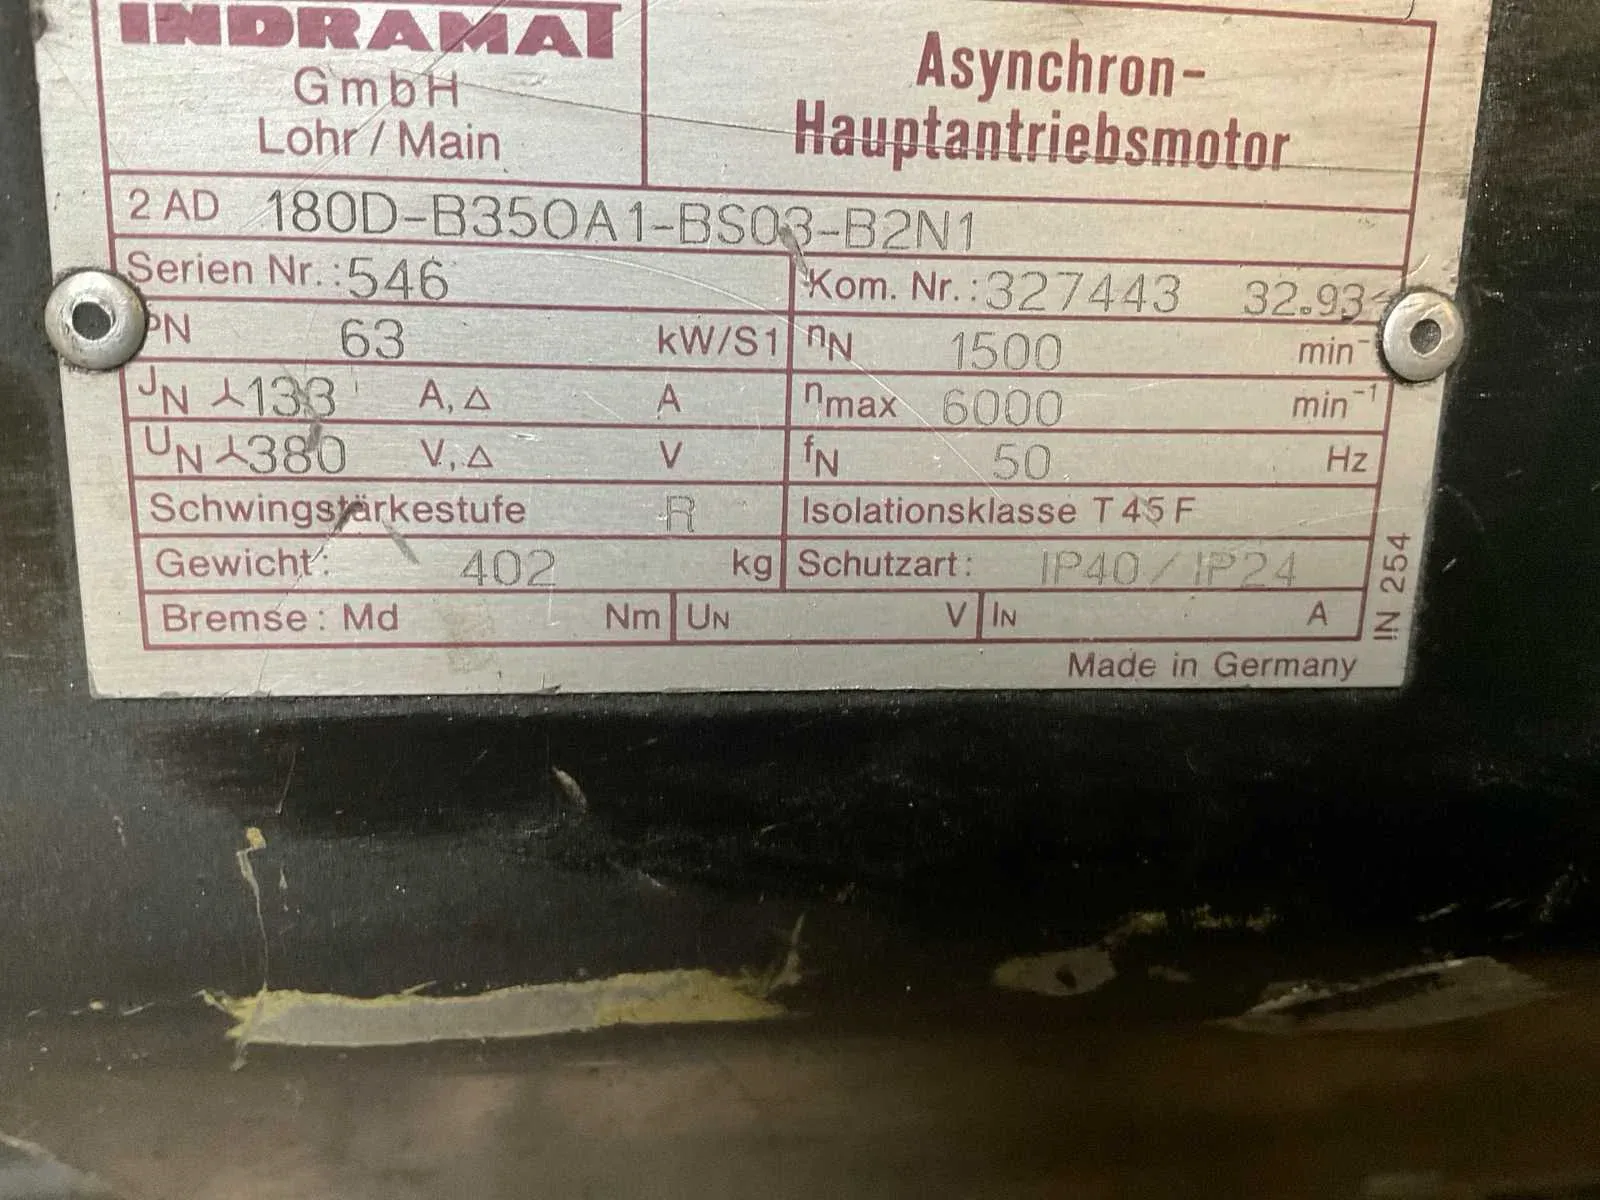 INDRAMAT
GmbH
Lohr / Main
Asynchron-
Hauptantriebsmotor
2 AD 180D-B350A1-BS03-B2N1
Serien Nr.: 546 Kom. Nr.: 327443 32.93
PN 63 kW/S1 nN 1500 min⁻
JN ⅄ 133 A, △ A nmax 6000 min⁻¹
UN ⅄ 380 V, △ V fN 50 Hz
Schwingstärkestufe R Isolationsklasse T 45 F
Gewicht: 402 kg Schutzart: IP40 / IP24
Bremse: Md Nm UN V IN A
IN 254
Made in Germany